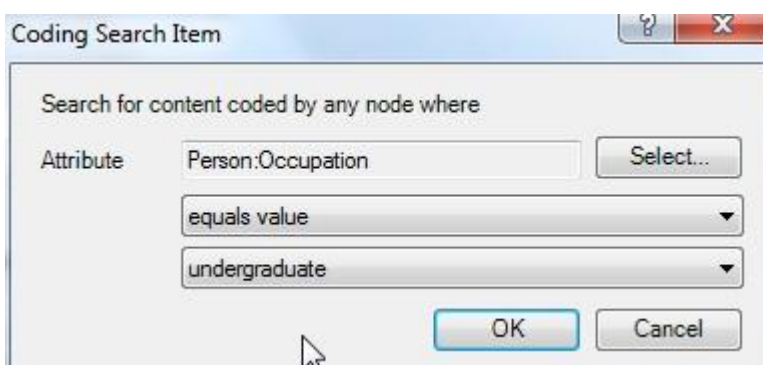 Coding Search Item
Search for content coded by any node where
Attribute Person:Occupation Select...
equals value
undergraduate
OK Cancel